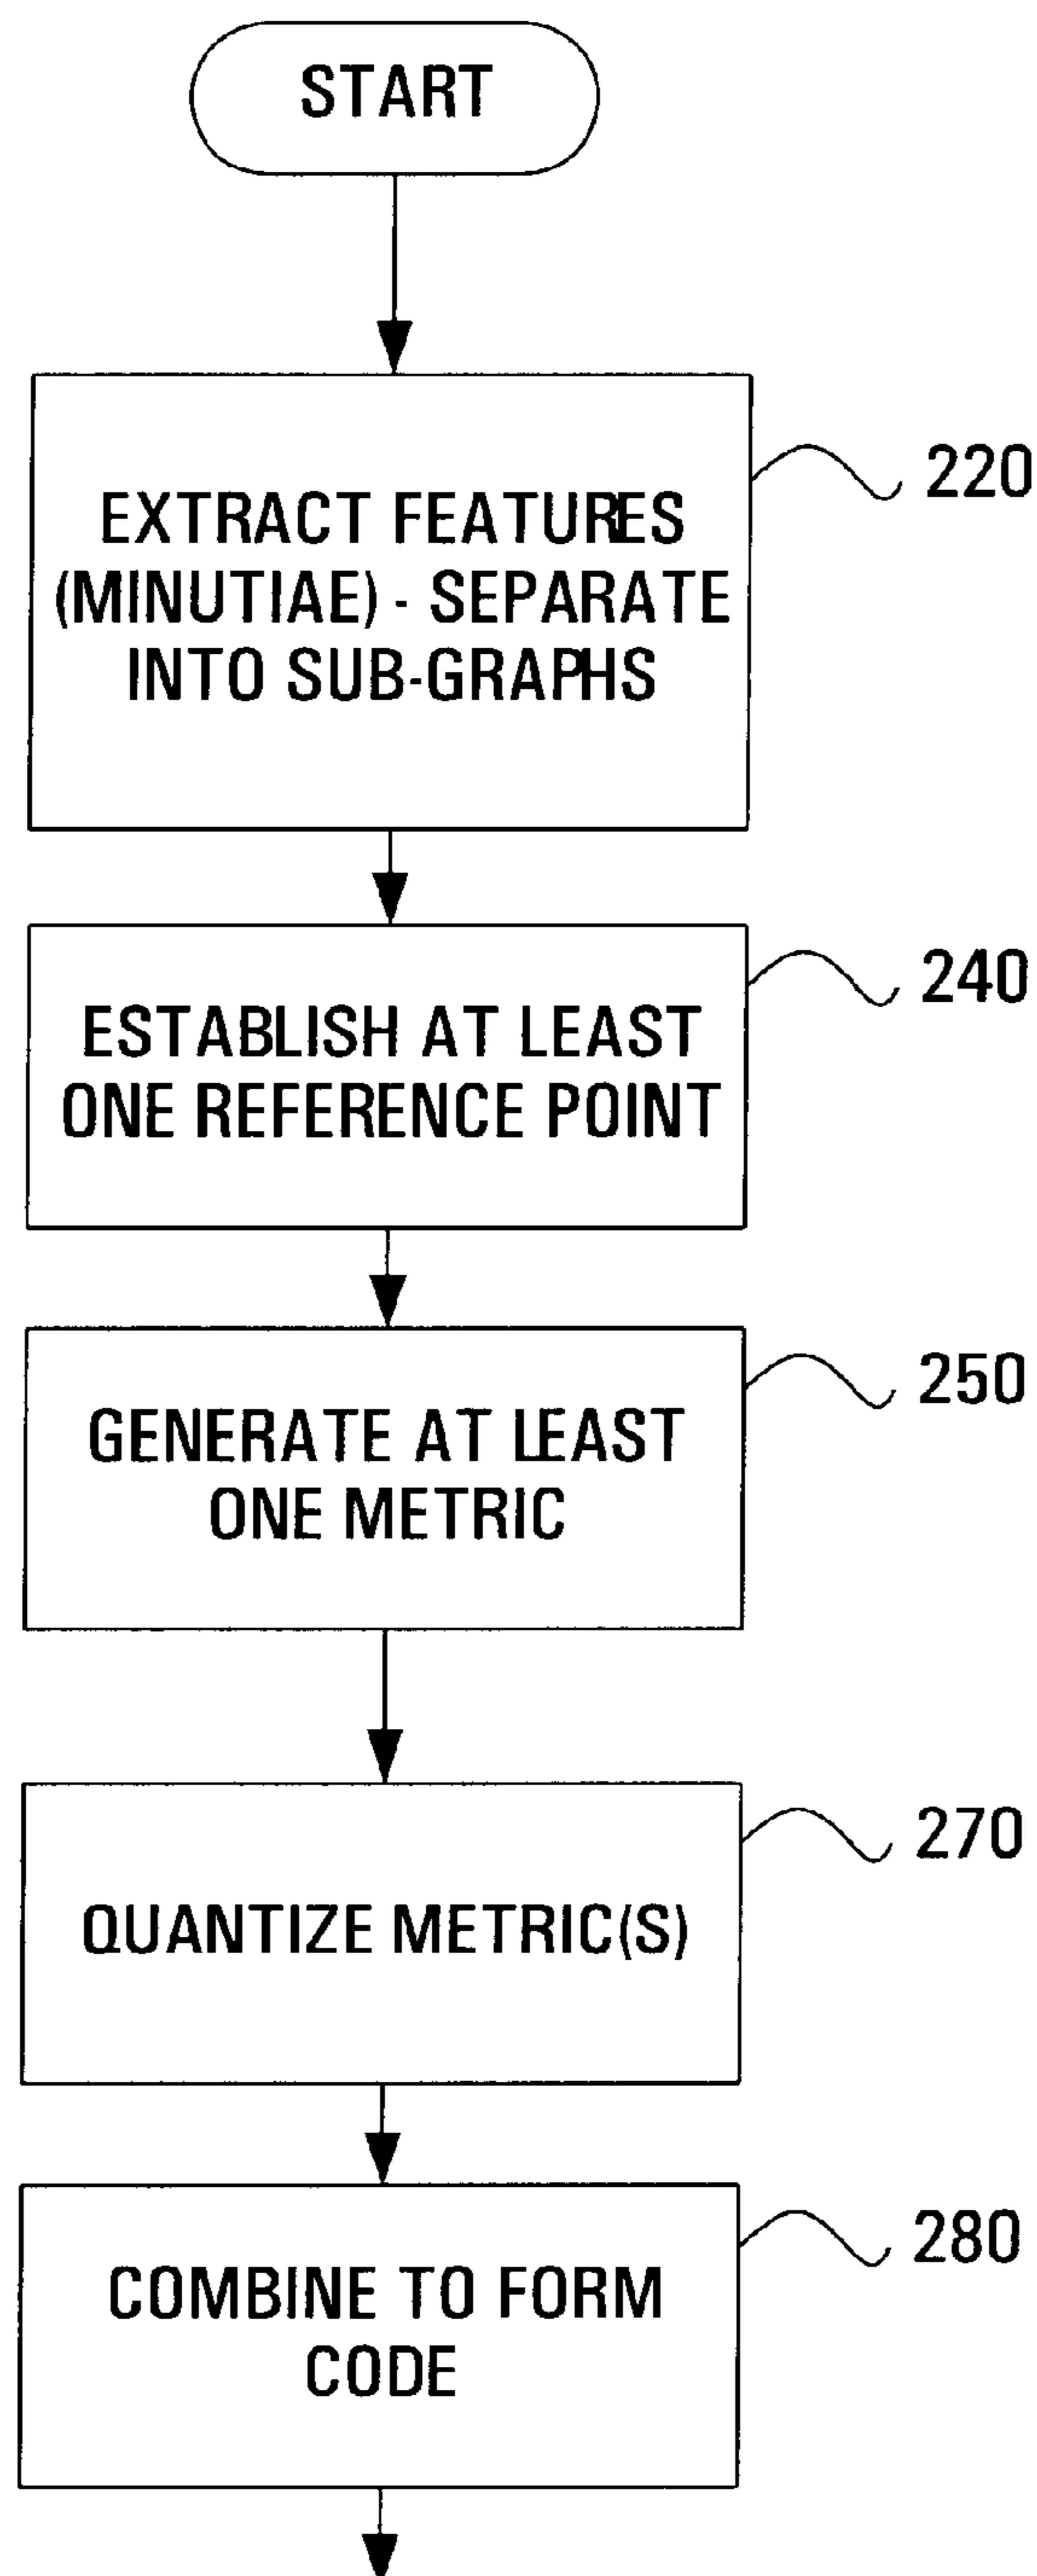 START
EXTRACT FEATURES
(MINUTIAE) - SEPARATE
INTO SUB-GRAPHS
220
ESTABLISH AT LEAST
ONE REFERENCE POINT
240
GENERATE AT LEAST
ONE METRIC
250
QUANTIZE METRIC(S)
270
COMBINE TO FORM
CODE
280